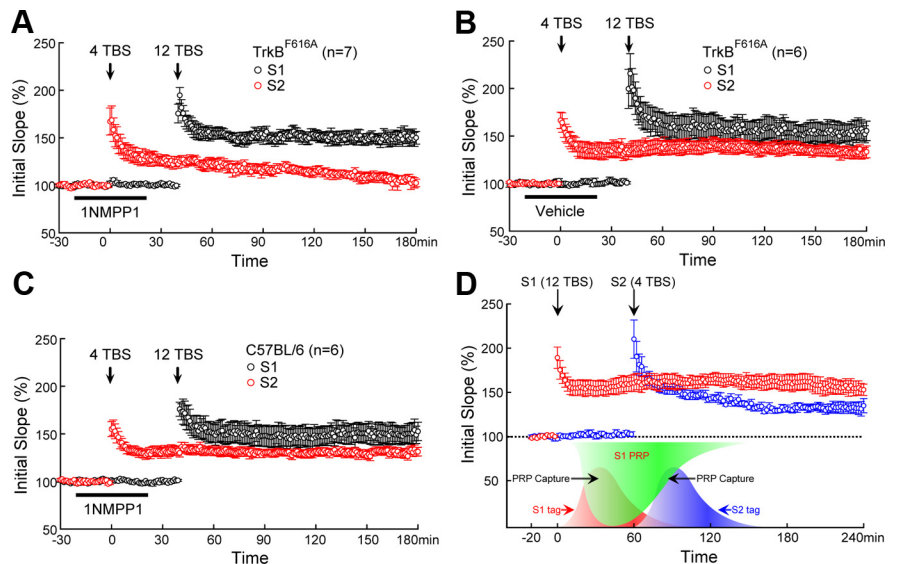 A
4 TBS
12 TBS
TrkB^F616A (n=7)
S1
S2
Initial Slope (%)
250
200
150
100
50
1NMPP1
-30
0
30
60
90
120
150
180min
Time
B
4 TBS
12 TBS
TrkB^F616A (n=6)
S1
S2
Initial Slope (%)
250
200
150
100
50
Vehicle
-30
0
30
60
90
120
150
180min
Time
C
4 TBS
12 TBS
C57BL/6 (n=6)
S1
S2
Initial Slope (%)
250
200
150
100
50
1NMPP1
-30
0
30
60
90
120
150
180min
Time
D
S1 (12 TBS)
S2 (4 TBS)
Initial Slope (%)
250
200
150
100
50
S1 PRP
PRP Capture
PRP Capture
S1 tag
S2 tag
-20
0
60
120
180
240min
Time